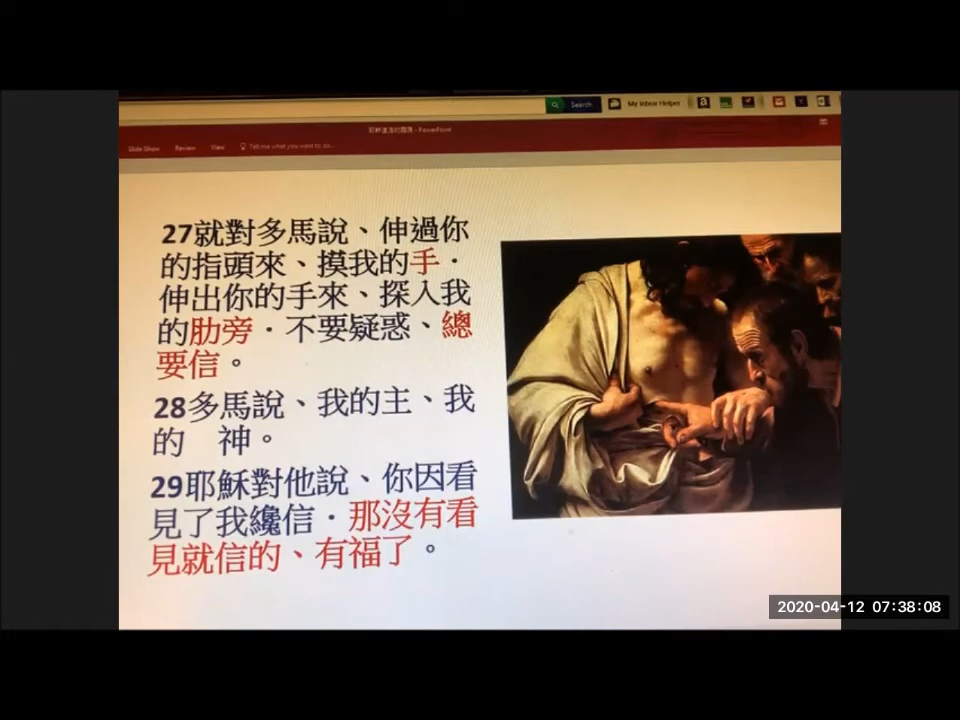 Search
My Inbox Helper
PowerPoint
Slide Show Review View Tell me what you want to do...
27就對多馬說、伸過你
的指頭來、摸我的手．
伸出你的手來、探入我
的肋旁．不要疑惑、總
要信。
28多馬說、我的主、我
的　神。
29耶穌對他說、你因看
見了我纔信．那沒有看
見就信的、有福了。
2020-04-12 07:38:08